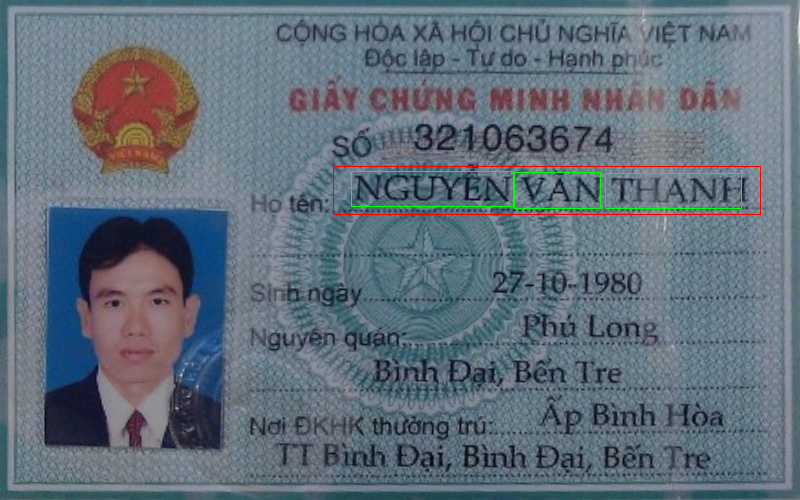 CỘNG HÒA XÃ HỘI CHỦ NGHĨA VIỆT NAM
Độc lập - Tự do - Hạnh phúc
GIẤY CHỨNG MINH NHÂN DÂN
SỐ 321063674
VIỆT NAM
Họ tên: NGUYỄN VĂN THANH
Sinh ngày 27-10-1980
Nguyên quán: Phú Long
Bình Đại, Bến Tre
Nơi ĐKHK thường trú: Ấp Bình Hòa
TT Bình Đại, Bình Đại, Bến Tre